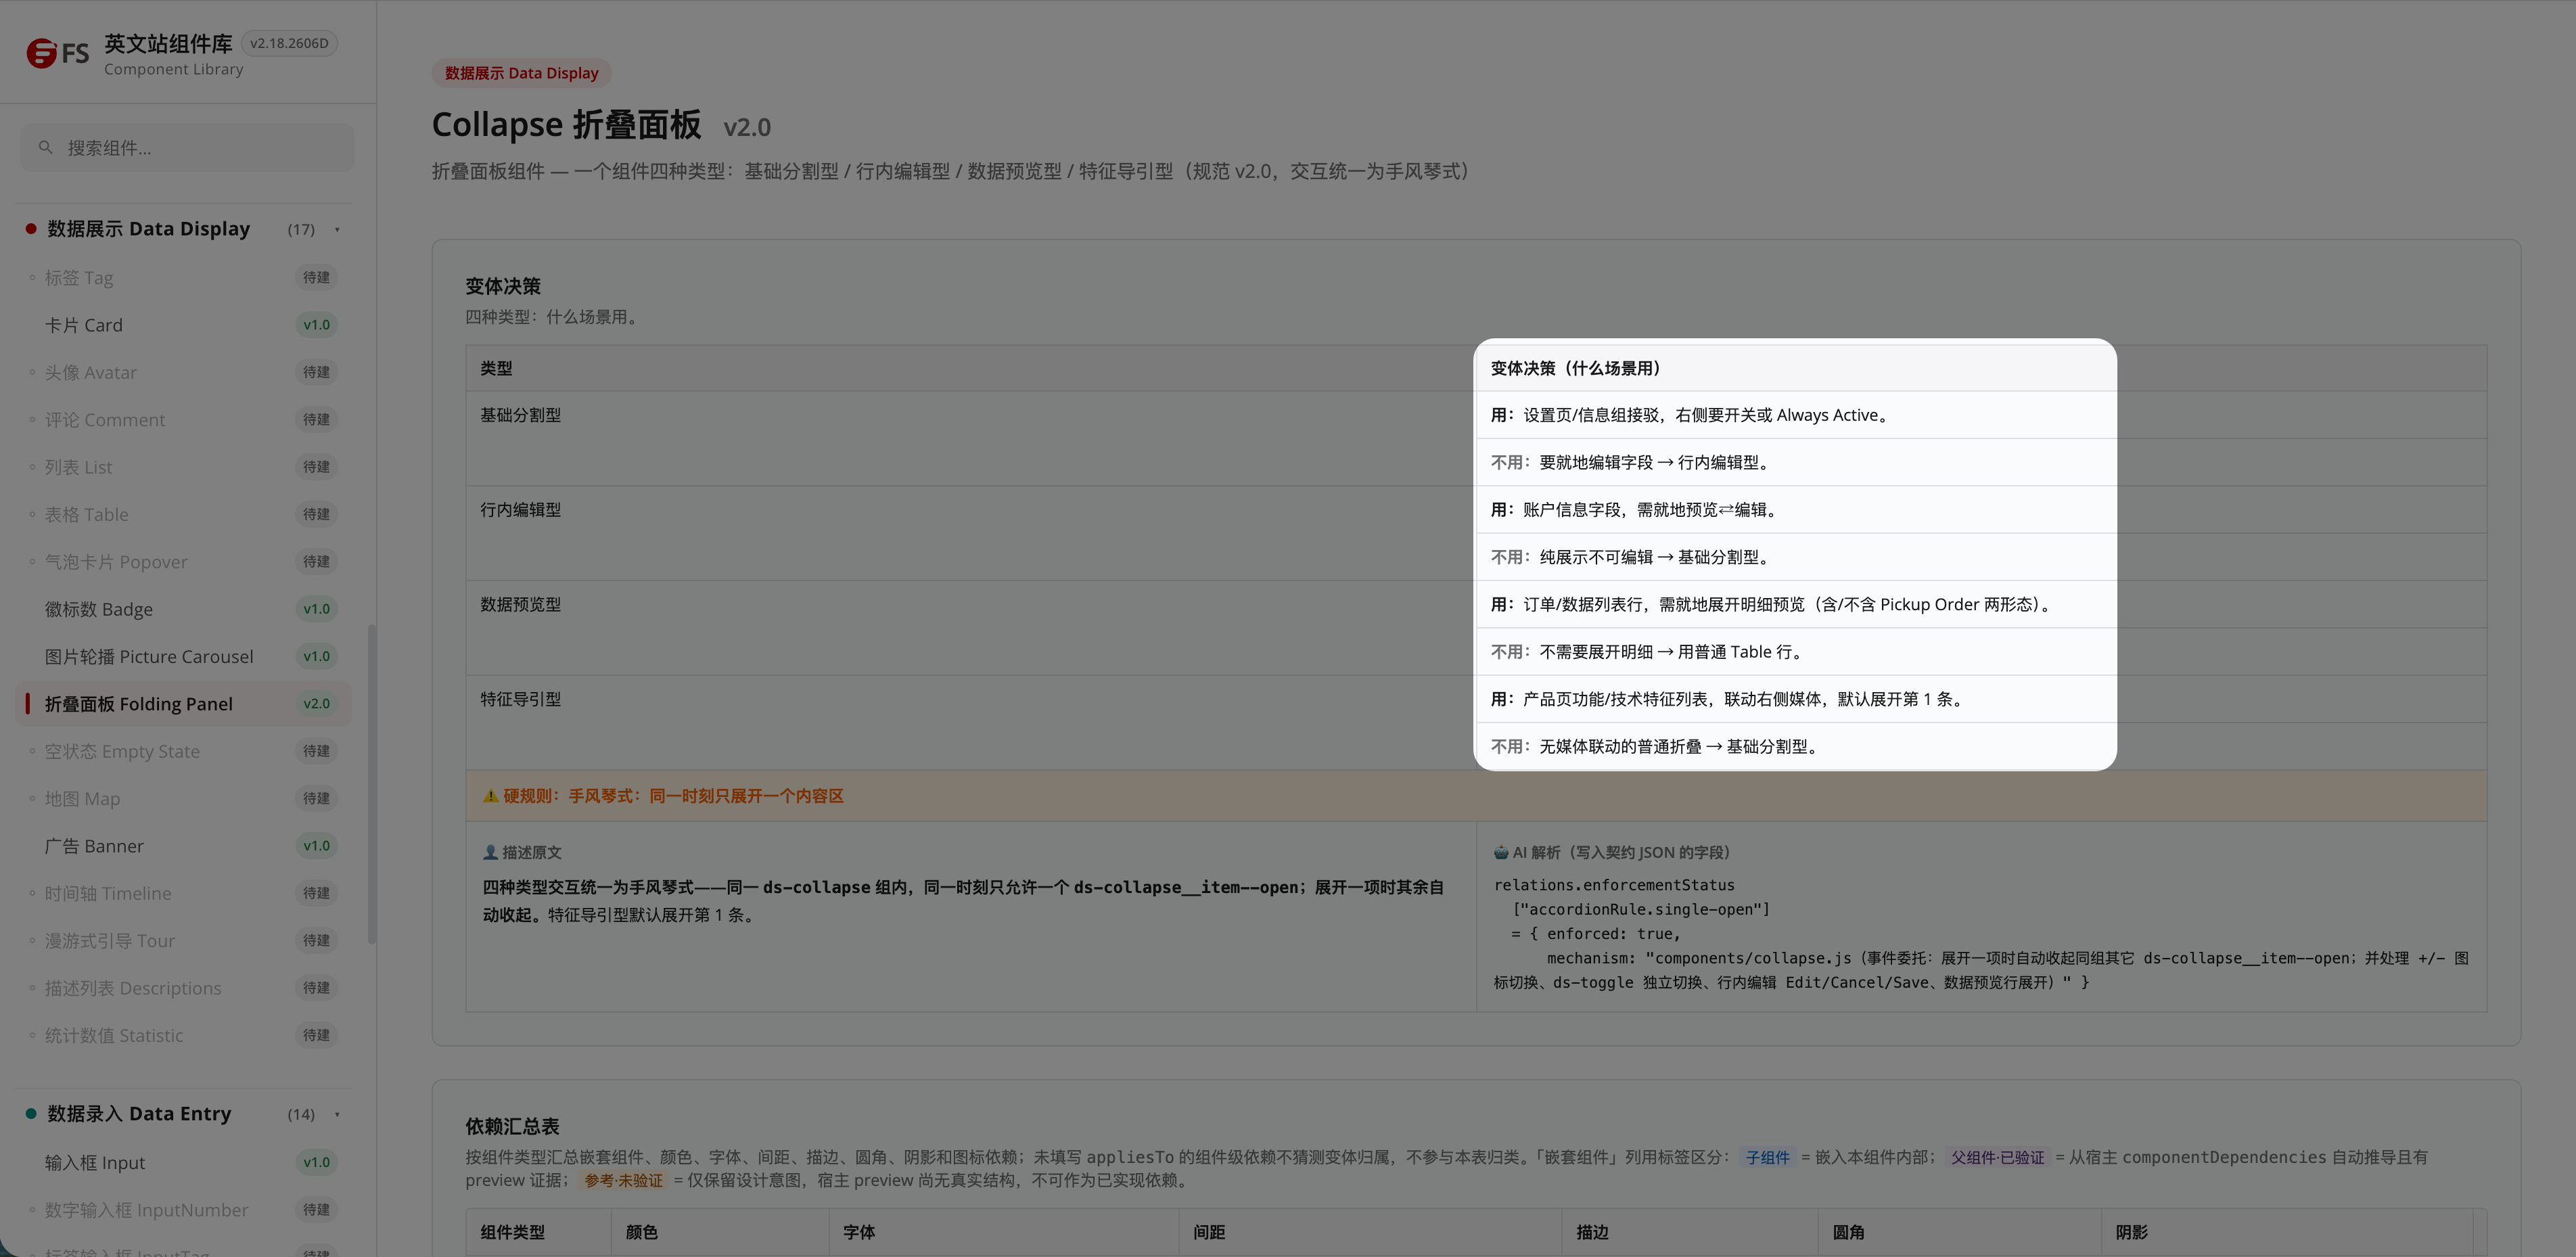 FS 英文站组件库 v2.18.2606D
Component Library
搜索组件...
数据展示 Data Display (17)
标签 Tag 待建
卡片 Card v1.0
头像 Avatar 待建
评论 Comment 待建
列表 List 待建
表格 Table 待建
气泡卡片 Popover 待建
徽标数 Badge v1.0
图片轮播 Picture Carousel v1.0
折叠面板 Folding Panel v2.0
空状态 Empty State 待建
地图 Map 待建
广告 Banner v1.0
时间轴 Timeline 待建
漫游式引导 Tour 待建
描述列表 Descriptions 待建
统计数值 Statistic 待建
数据录入 Data Entry (14)
输入框 Input v1.0
数字输入框 InputNumber 待建
标签输入框 InputTag 待建
数据展示 Data Display
Collapse 折叠面板 v2.0
折叠面板组件 — 一个组件四种类型：基础分割型 / 行内编辑型 / 数据预览型 / 特征导引型（规范 v2.0，交互统一为手风琴式）
变体决策
四种类型：什么场景用。
类型 变体决策（什么场景用）
基础分割型 用：设置页/信息组接驳，右侧要开关或 Always Active。
不用：要就地编辑字段 → 行内编辑型。
行内编辑型 用：账户信息字段，需就地预览⇄编辑。
不用：纯展示不可编辑 → 基础分割型。
数据预览型 用：订单/数据列表行，需就地展开明细预览（含/不含 Pickup Order 两形态）。
不用：不需要展开明细 → 用普通 Table 行。
特征导引型 用：产品页功能/技术特征列表，联动右侧媒体，默认展开第 1 条。
不用：无媒体联动的普通折叠 → 基础分割型。
⚠️ 硬规则：手风琴式：同一时刻只展开一个内容区
👤 描述原文
四种类型交互统一为手风琴式——同一 ds-collapse 组内，同一时刻只允许一个 ds-collapse__item--open；展开一项时其余自
动收起。特征导引型默认展开第 1 条。
🤖 AI 解析（写入契约 JSON 的字段）
relations.enforcementStatus
["accordionRule.single-open"]
= { enforced: true,
mechanism: "components/collapse.js（事件委托：展开一项时自动收起同组其它 ds-collapse__item--open；并处理 +/- 图
标切换、ds-toggle 独立切换、行内编辑 Edit/Cancel/Save、数据预览行展开）" }
依赖汇总表
按组件类型汇总嵌套组件、颜色、字体、间距、描边、圆角、阴影和图标依赖；未填写 appliesTo 的组件级依赖不猜测变体归属，不参与本表归类。「嵌套组件」列用标签区分： 子组件 = 嵌入本组件内部； 父组件·已验证 = 从宿主 componentDependencies 自动推导且有
preview 证据； 参考·未验证 = 仅保留设计意图，宿主 preview 尚无真实结构，不可作为已实现依赖。
组件类型 颜色 字体 间距 描边 圆角 阴影